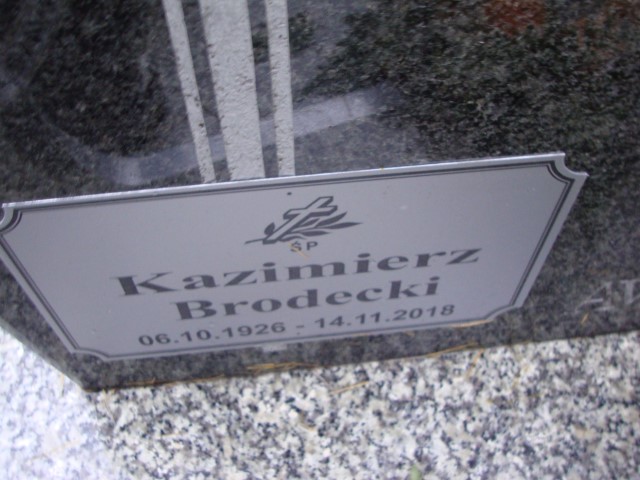 ŚP
Kazimierz
Brodecki
06.10.1926 - 14.11.2018